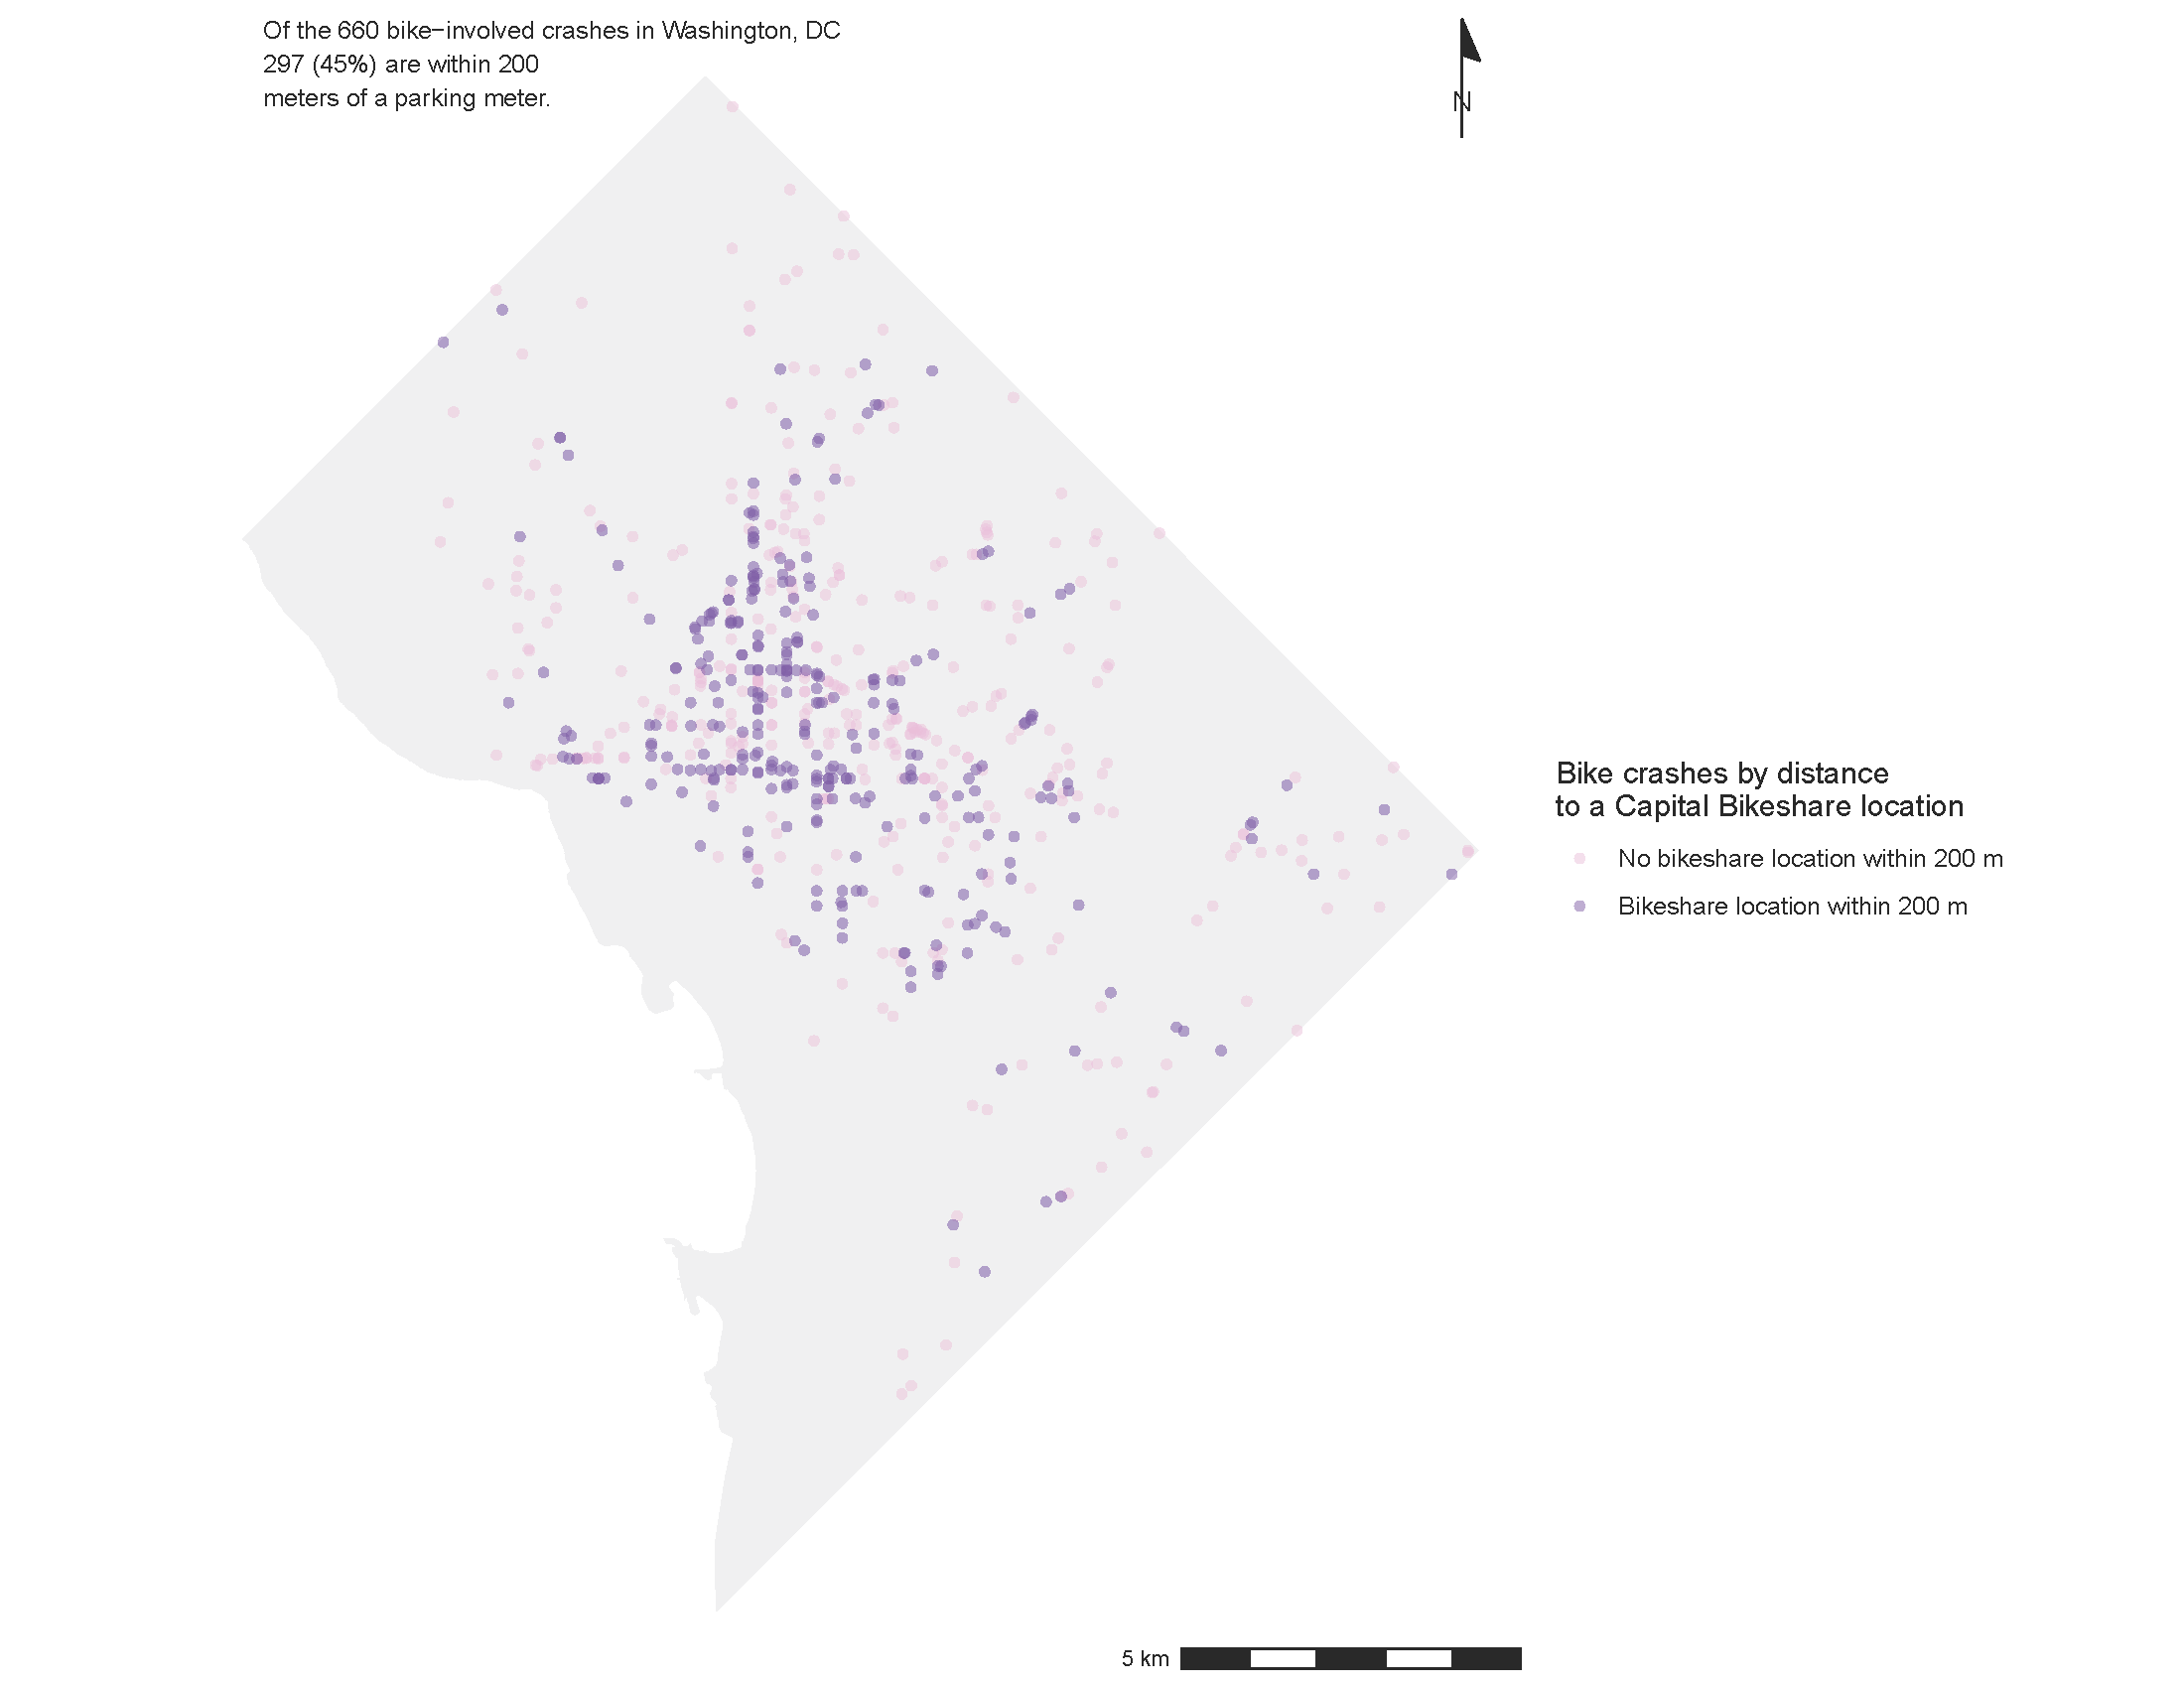 Of the 660 bike−involved crashes in Washington, DC
297 (45%) are within 200
meters of a parking meter.
N
Bike crashes by distance
to a Capital Bikeshare location
No bikeshare location within 200 m
Bikeshare location within 200 m
5 km